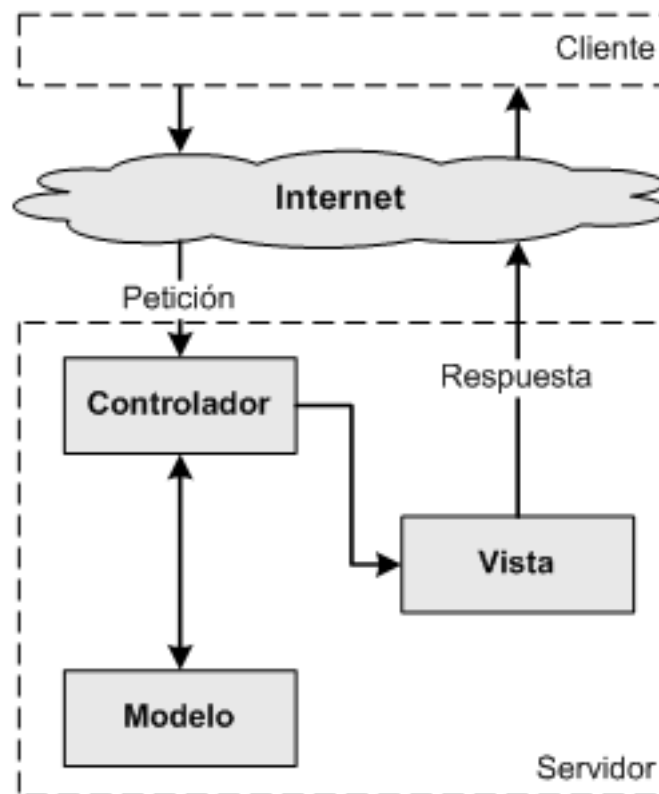 Cliente
Internet
Petición
Controlador
Respuesta
Vista
Modelo
Servidor